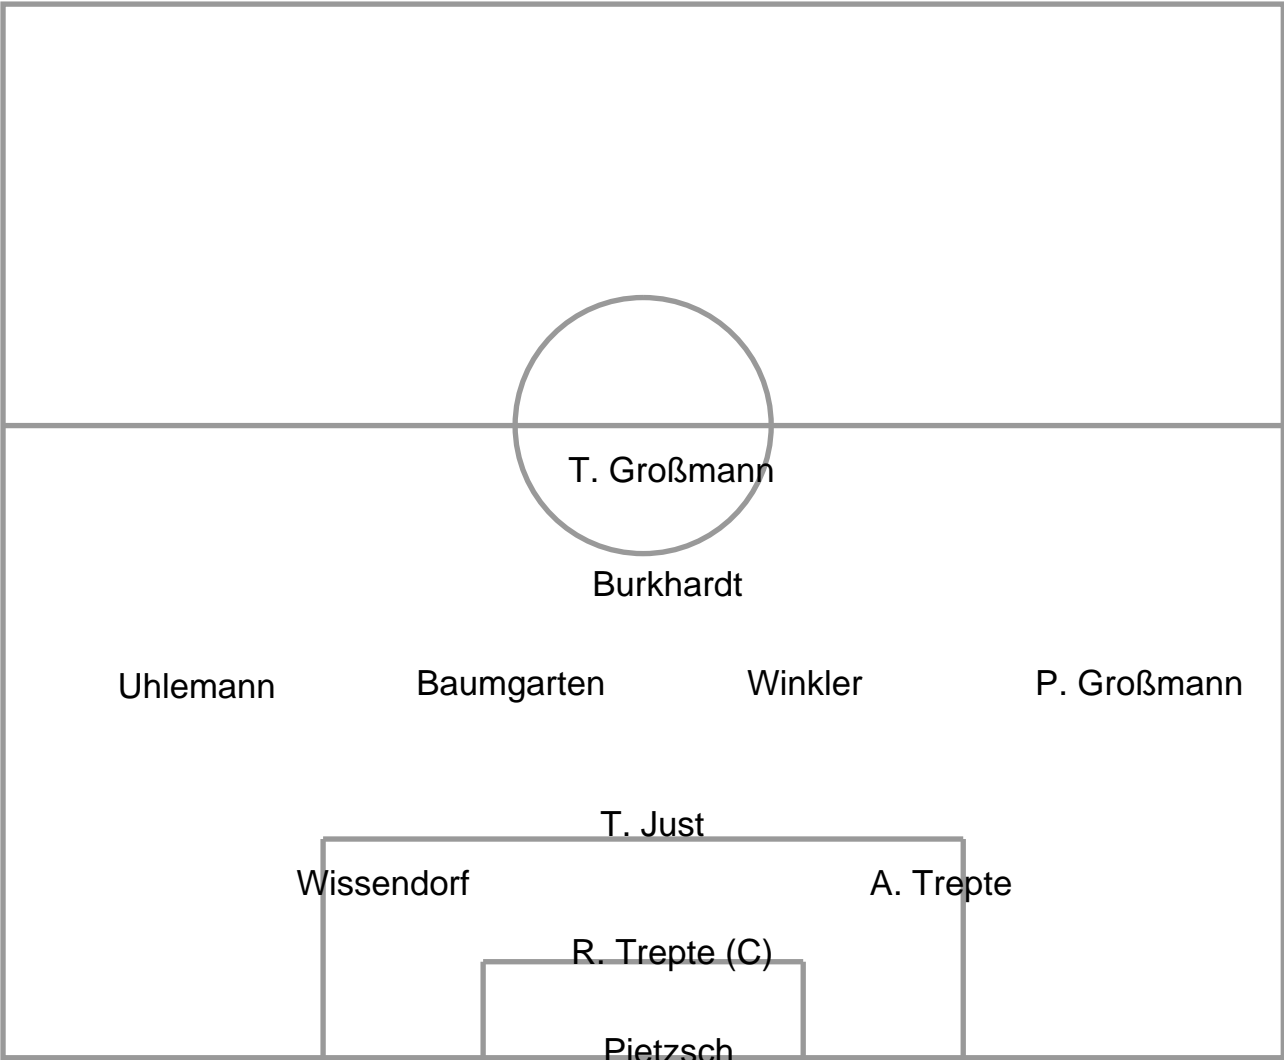 T. Großmann
Burkhardt
Uhlemann Baumgarten Winkler P. Großmann
T. Just
Wissendorf A. Trepte
R. Trepte (C)
Pietzsch